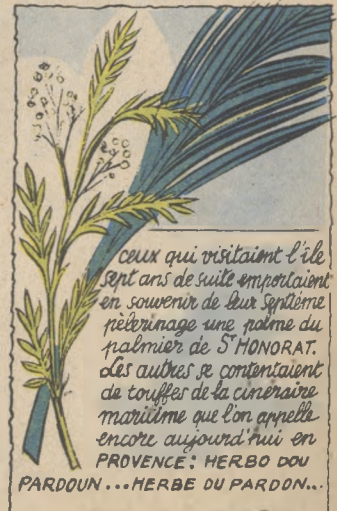 ceux qui visitaient l'île
sept ans de suite emportaient
en souvenir de leur septième
pèlerinage une palme du
palmier de St HONORAT.
Les autres se contentaient
de touffes de la cinéraire
maritime que l'on appelle
encore aujourd'hui en
PROVENCE: HERBO DOU
PARDOUN...HERBE DU PARDON...